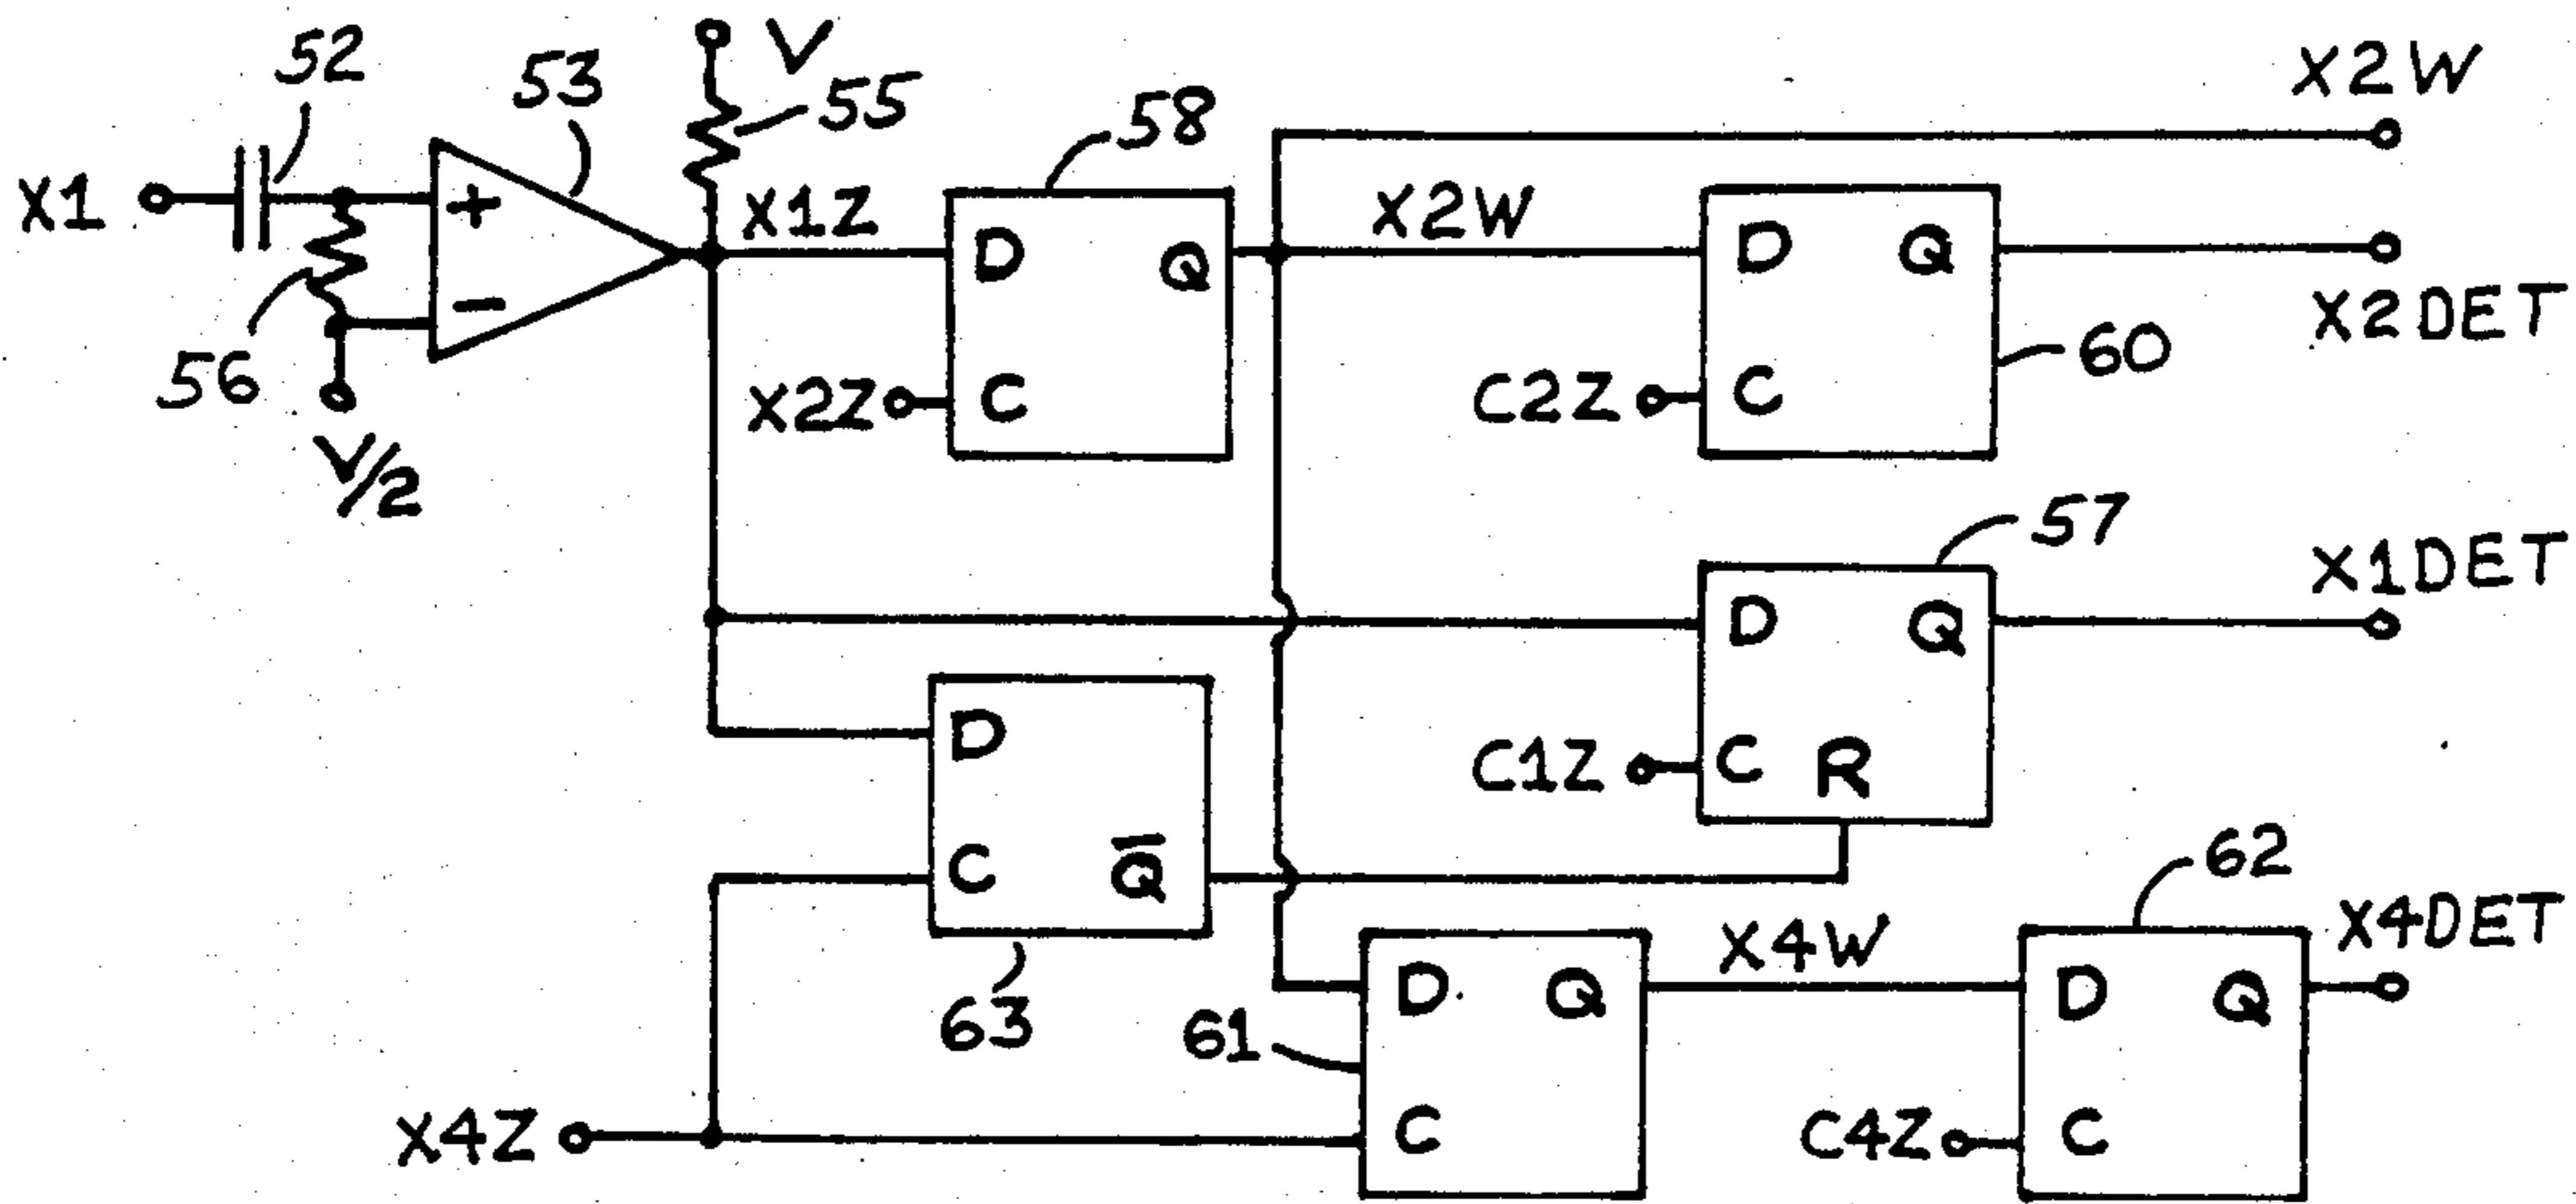 52
53
V
55
58
X2W
X1
+
X1Z
D
Q
X2W
D
Q
−
X2DET
56
X2Z
C
C2Z
C
60
V/2
57
X1DET
D
Q
D
C1Z
C
R
C
Q̅
62
X4DET
63
61
D
Q
X4W
D
Q
X4Z
C
C4Z
C